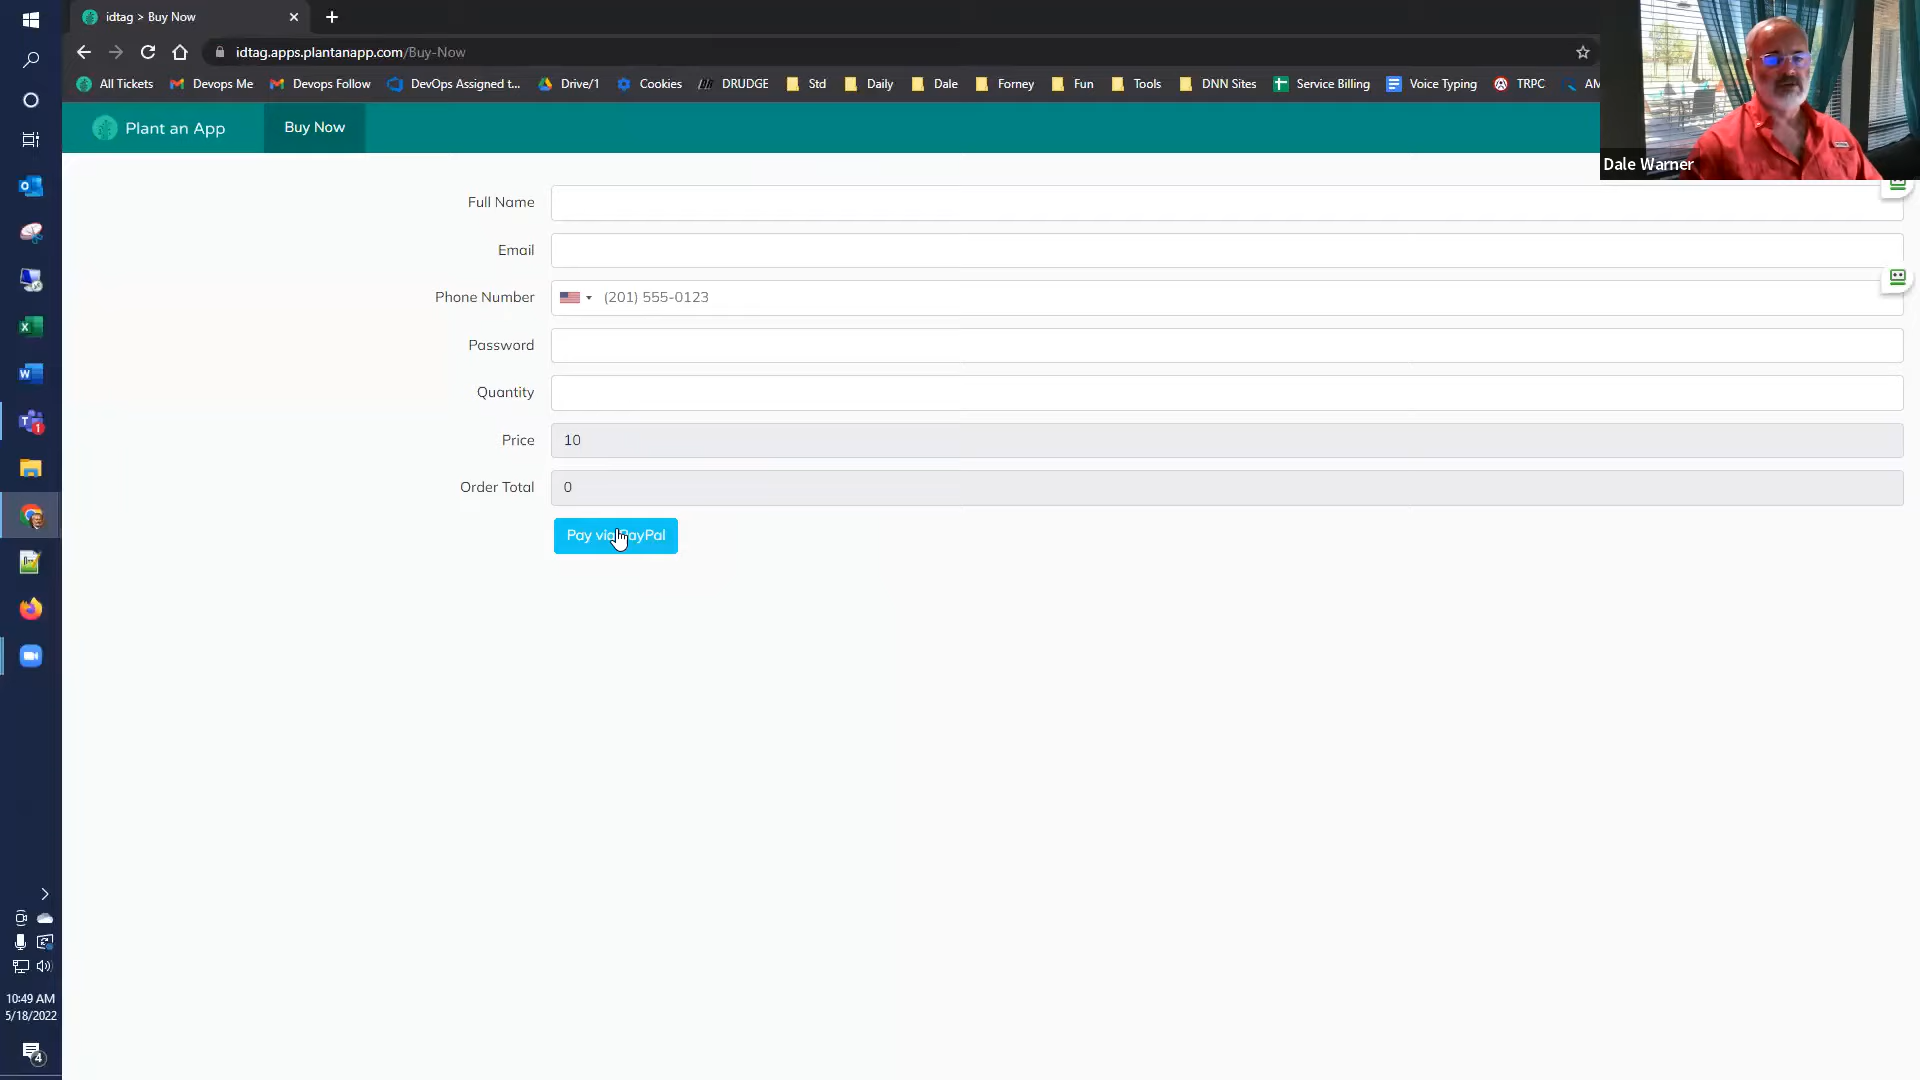 idtag > Buy Now
idtag.apps.plantanapp.com/Buy-Now
All Tickets Devops Me Devops Follow DevOps Assigned t... Drive/1 Cookies DRUDGE Std Daily Dale Forney Fun Tools DNN Sites Service Billing Voice Typing TRPC AM
Plant an App Buy Now
Dale Warner
Full Name
Email
Phone Number (201) 555-0123
Password
Quantity
Price 10
Order Total 0
Pay via PayPal
10:49 AM
5/18/2022
4